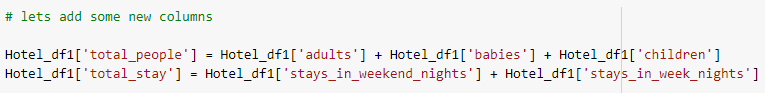 # lets add some new columns
Hotel_df1['total_people'] = Hotel_df1['adults'] + Hotel_df1['babies'] + Hotel_df1['children']
Hotel_df1['total_stay'] = Hotel_df1['stays_in_weekend_nights'] + Hotel_df1['stays_in_week_nights']